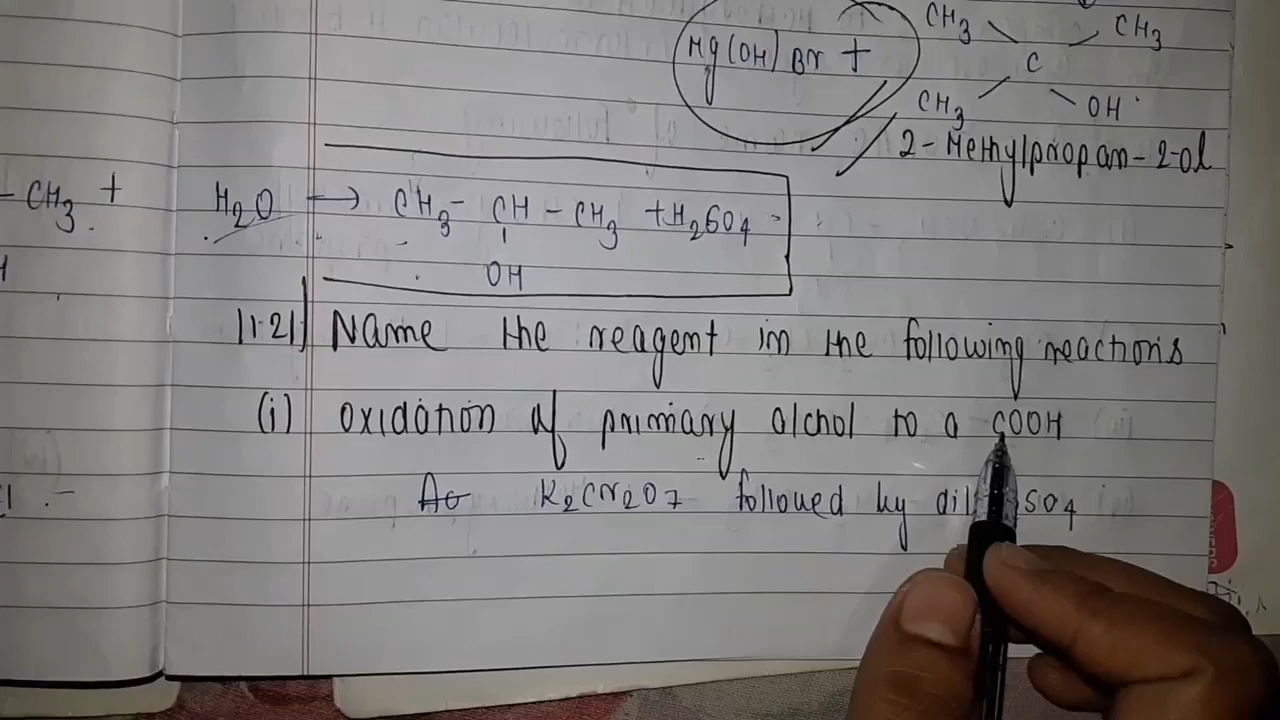 CH3 CH3
Mg(OH) Br +
C
CH3 OH
2-Methylpropan-2-ol
- CH3 + H2O → CH3- CH - CH3 + H2SO4
OH
11.21) Name the reagent in the following reactions
(i) oxidation of primary alchol to a COOH
K2Cr2O7 followed by dil SO4